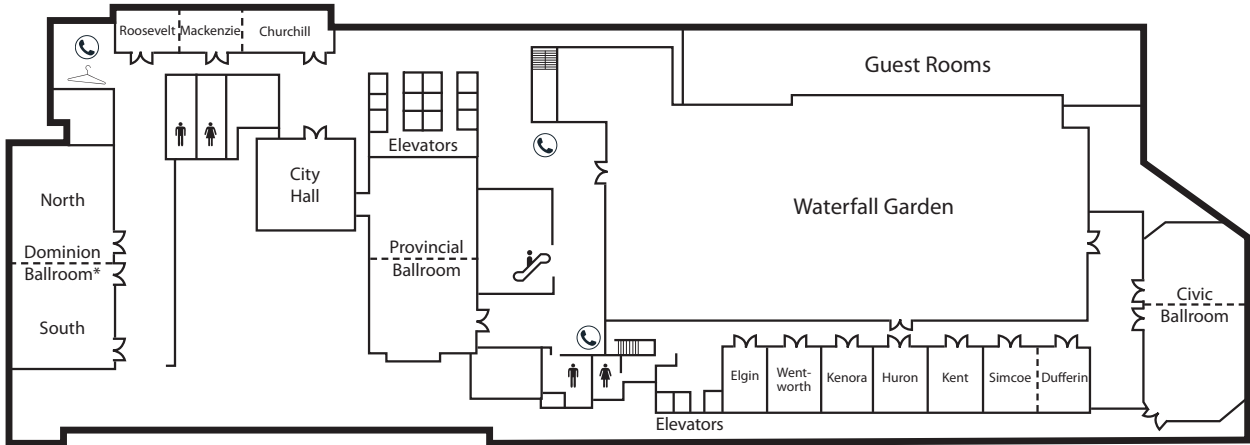 Roosevelt
Mackenzie
Churchill
Guest Rooms
Elevators
City
Hall
North
Dominion
Ballroom*
South
Provincial
Ballroom
Waterfall Garden
Civic
Ballroom
Elgin
Went-
worth
Kenora
Huron
Kent
Simcoe
Dufferin
Elevators